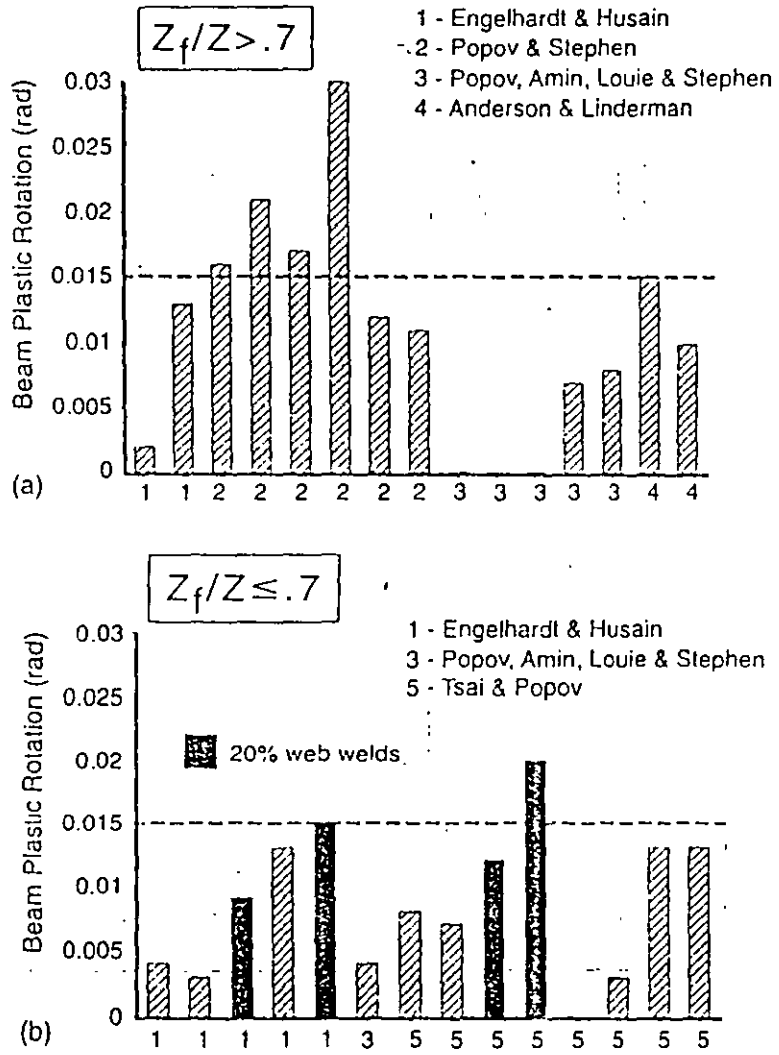 Zf/Z>.7
1 - Engelhardt & Husain
2 - Popov & Stephen
3 - Popov, Amin, Louie & Stephen
4 - Anderson & Linderman
Beam Plastic Rotation (rad)
0.03
0.025
0.02
0.015
0.01
0.005
0
(a)
1 1 2 2 2 2 2 2 3 3 3 3 3 4 4
Zf/Z≤.7
1 - Engelhardt & Husain
3 - Popov, Amin, Louie & Stephen
5 - Tsai & Popov
20% web welds
Beam Plastic Rotation (rad)
0.03
0.025
0.02
0.015
0.01
0.005
0
(b)
1 1 1 1 1 3 5 5 5 5 5 5 5 5